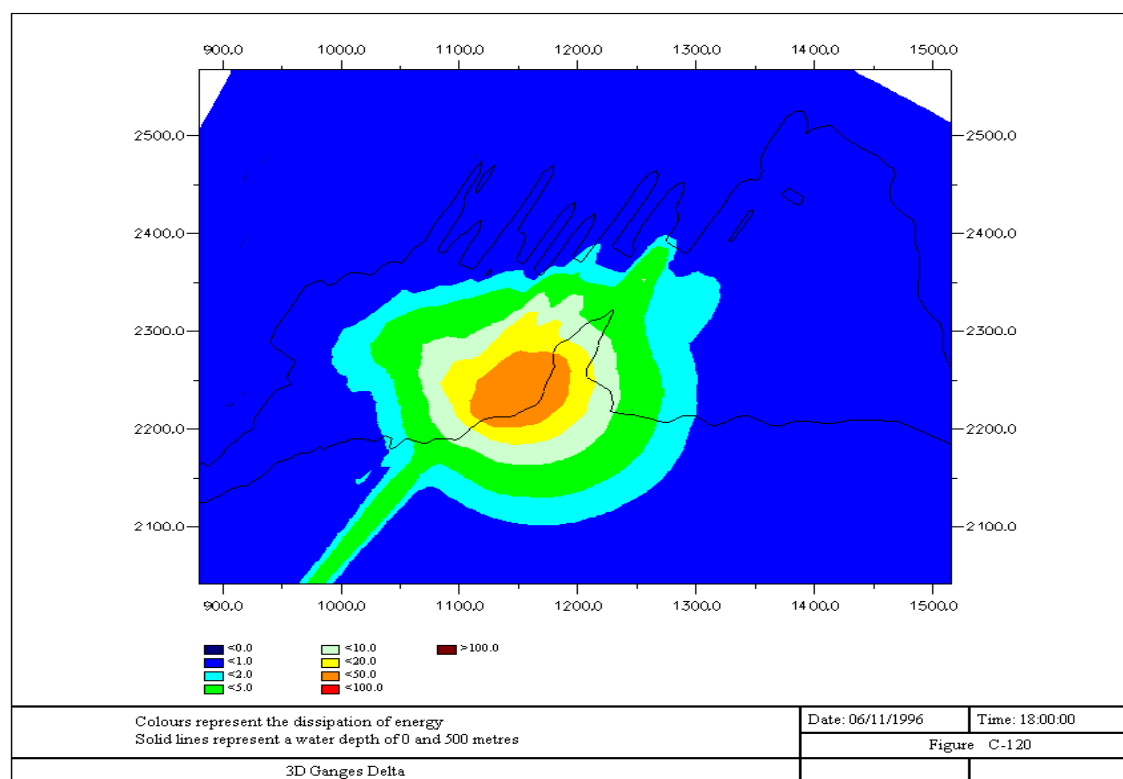 900.0 1000.0 1100.0 1200.0 1300.0 1400.0 1500.0
2500.0 2500.0
2400.0 2400.0
2300.0 2300.0
2200.0 2200.0
2100.0 2100.0
900.0 1000.0 1100.0 1200.0 1300.0 1400.0 1500.0
<0.0 <10.0 >100.0
<1.0 <20.0
<2.0 <50.0
<5.0 <100.0
Colours represent the dissipation of energy
Solid lines represent a water depth of 0 and 500 metres
Date: 06/11/1996 Time: 18:00:00
Figure C-120
3D Ganges Delta